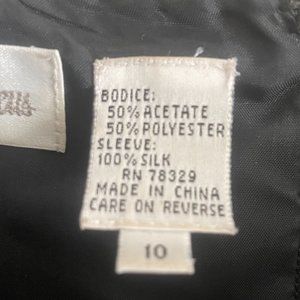 BODICE:
50% ACETATE
50% POLYESTER
SLEEVE:
100% SILK
RN 78329
MADE IN CHINA
CARE ON REVERSE
10